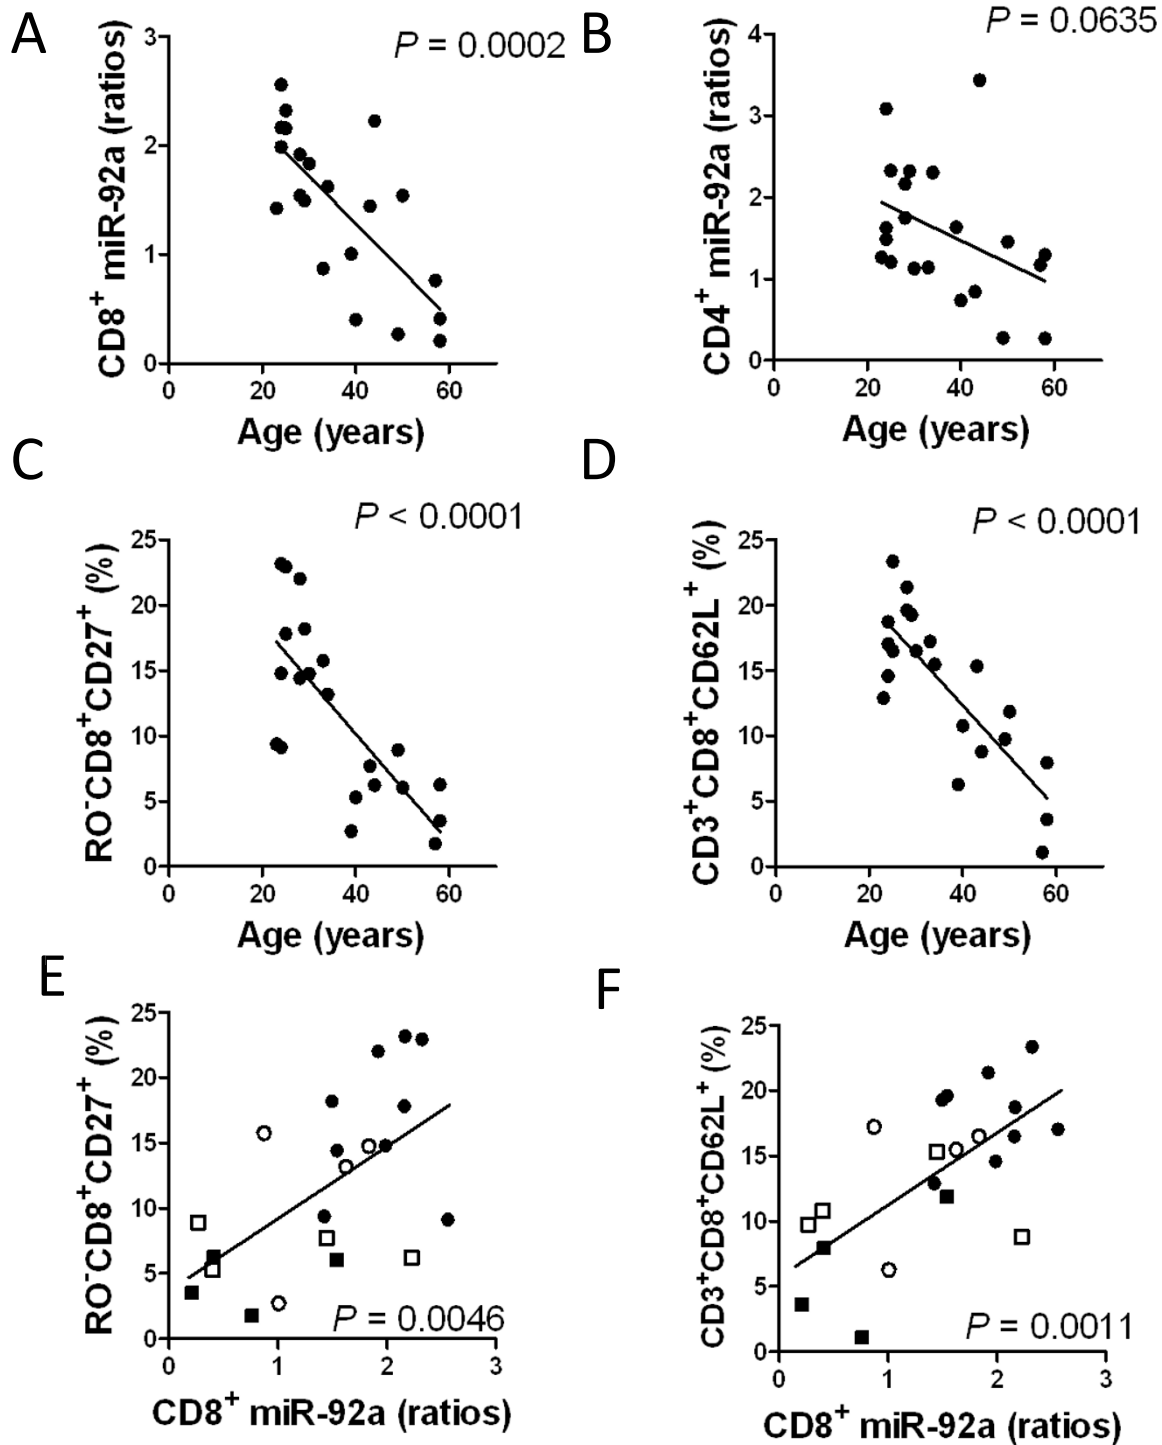 A
P = 0.0002
CD8+ miR-92a (ratios)
3
2
1
0
0 20 40 60
Age (years)
B
P = 0.0635
CD4+ miR-92a (ratios)
4
3
2
1
0
0 20 40 60
Age (years)
C
P < 0.0001
RO-CD8+CD27+ (%)
25
20
15
10
5
0
0 20 40 60
Age (years)
D
P < 0.0001
CD3+CD8+CD62L+ (%)
25
20
15
10
5
0
0 20 40 60
Age (years)
E
RO-CD8+CD27+ (%)
25
20
15
10
5
0
P = 0.0046
0 1 2 3
CD8+ miR-92a (ratios)
F
CD3+CD8+CD62L+ (%)
25
20
15
10
5
0
P = 0.0011
0 1 2 3
CD8+ miR-92a (ratios)